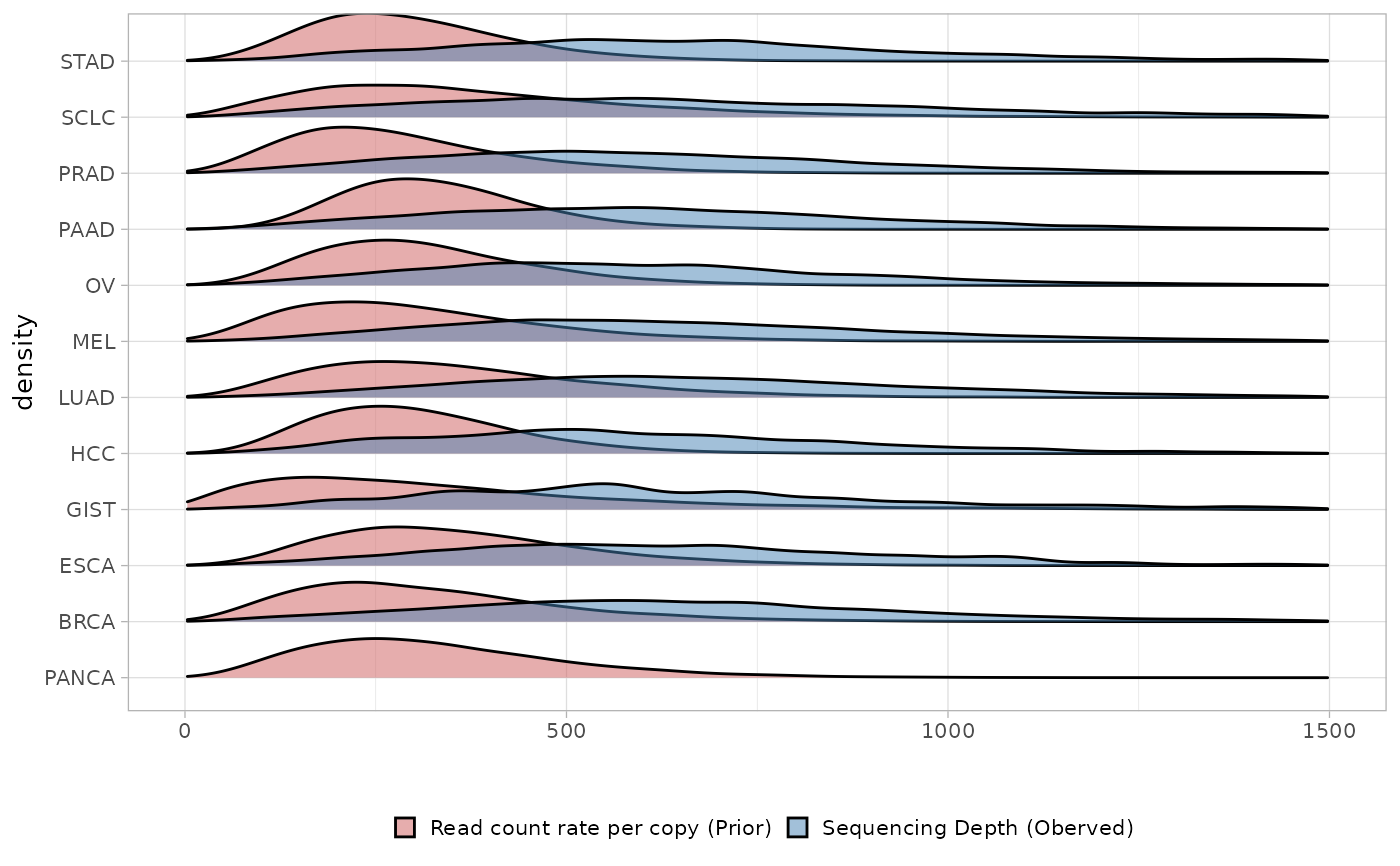 STAD
SCLC
PRAD
PAAD
OV
MEL
LUAD
HCC
GIST
ESCA
BRCA
PANCA
density
0 500 1000 1500
Read count rate per copy (Prior) Sequencing Depth (Oberved)